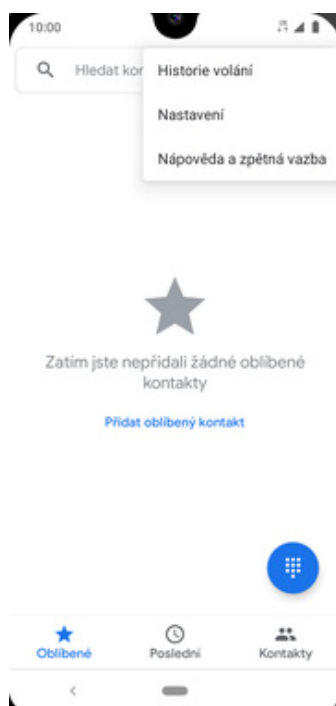 10:00
Hledat kon
Historie volání
Nastavení
Nápověda a zpětná vazba
Zatím jste nepřidali žádné oblíbené
kontakty
Přidat oblíbený kontakt
Oblíbené
Poslední
Kontakty